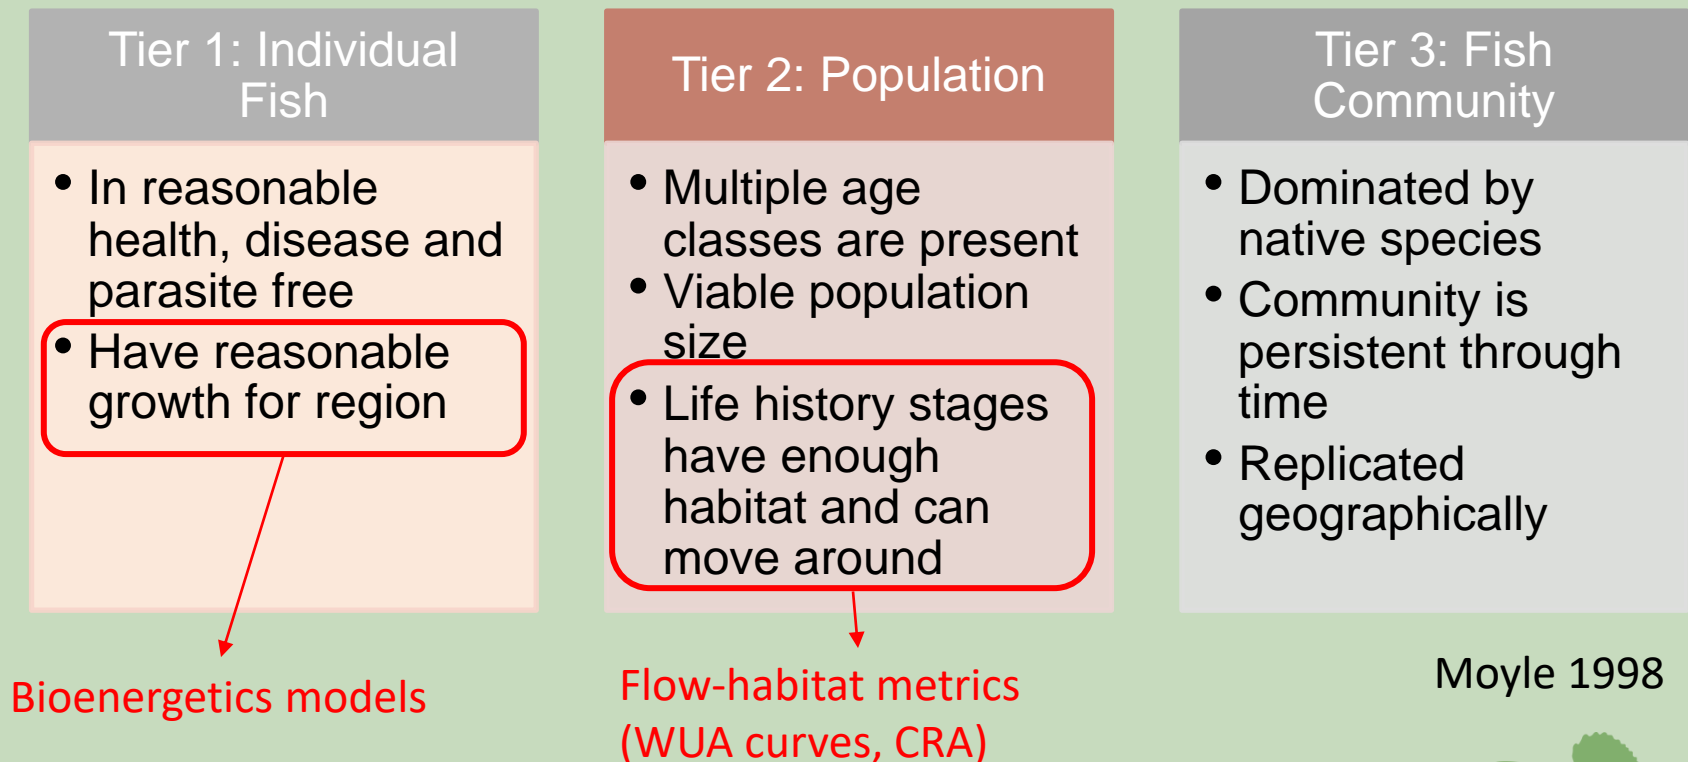 Tier 1: Individual
Fish
• In reasonable
health, disease and
parasite free
• Have reasonable
growth for region
Bioenergetics models
Tier 2: Population
• Multiple age
classes are present
• Viable population
size
• Life history stages
have enough
habitat and can
move around
Flow-habitat metrics
(WUA curves, CRA)
Tier 3: Fish
Community
• Dominated by
native species
• Community is
persistent through
time
• Replicated
geographically
Moyle 1998